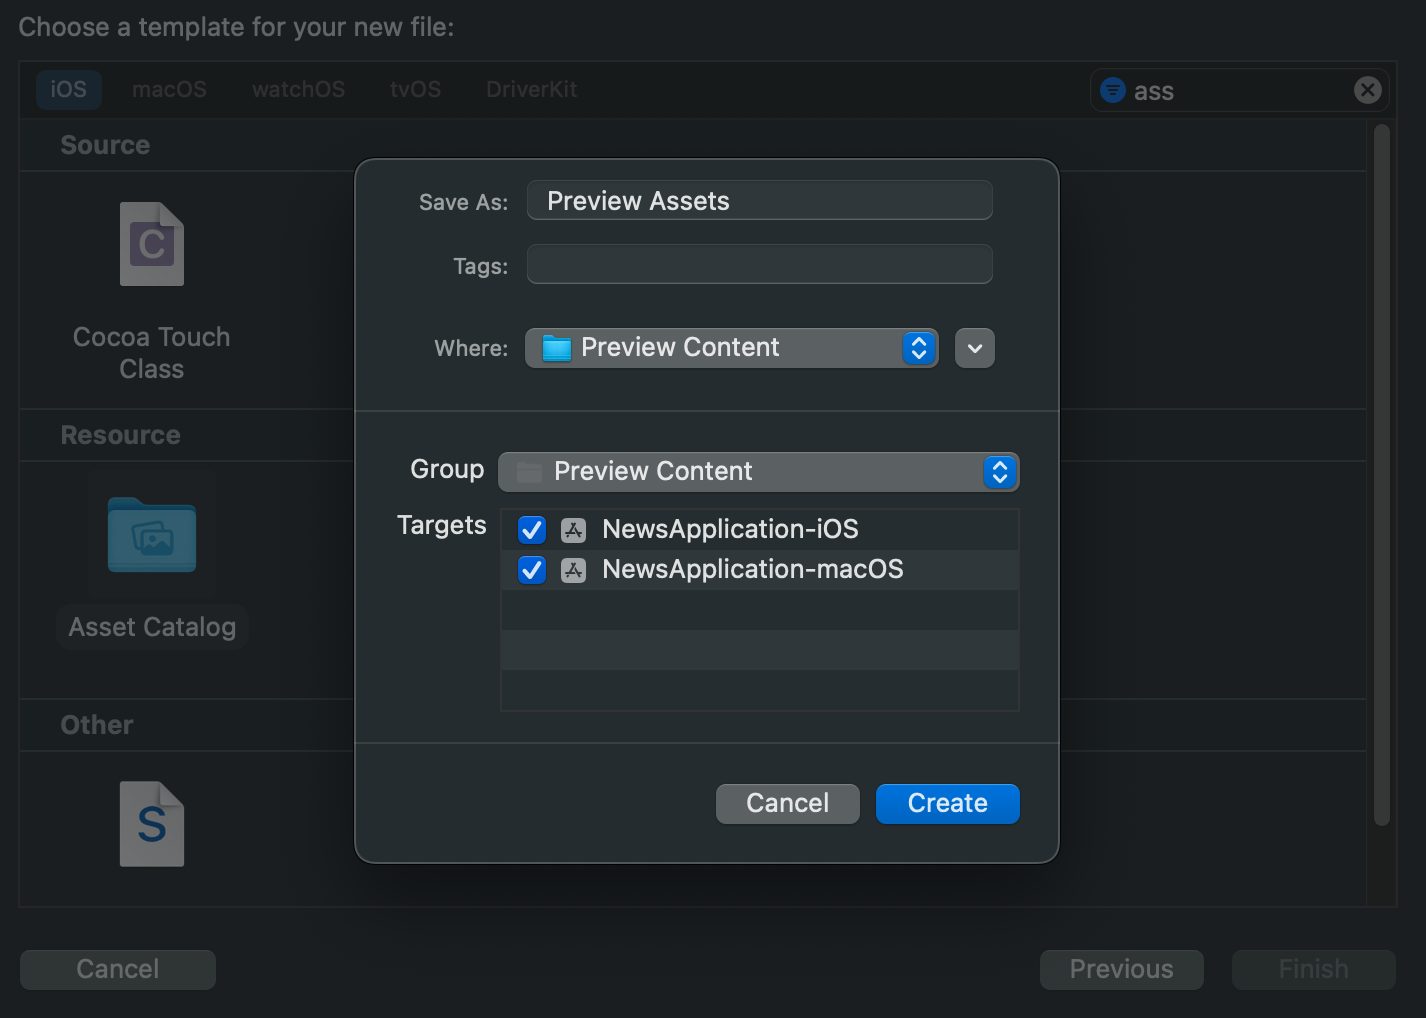 Choose a template for your new file:
iOS macOS watchOS tvOS DriverKit
ass
Source
C
Cocoa Touch
Class
Resource
Asset Catalog
Other
S
Save As: Preview Assets
Tags:
Where: Preview Content
Group Preview Content
Targets NewsApplication-iOS
NewsApplication-macOS
Cancel Create
Cancel Previous Finish